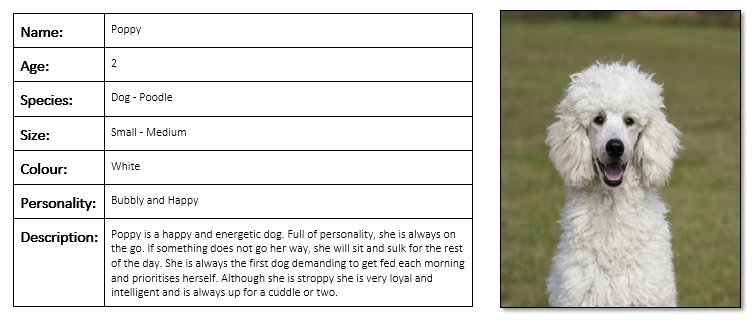 Name: Poppy
Age: 2
Species: Dog - Poodle
Size: Small - Medium
Colour: White
Personality: Bubbly and Happy
Description: Poppy is a happy and energetic dog. Full of personality, she is always on
the go. If something does not go her way, she will sit and sulk for the rest
of the day. She is always the first dog demanding to get fed each morning
and prioritises herself. Although she is stroppy she is very loyal and
intelligent and is always up for a cuddle or two.